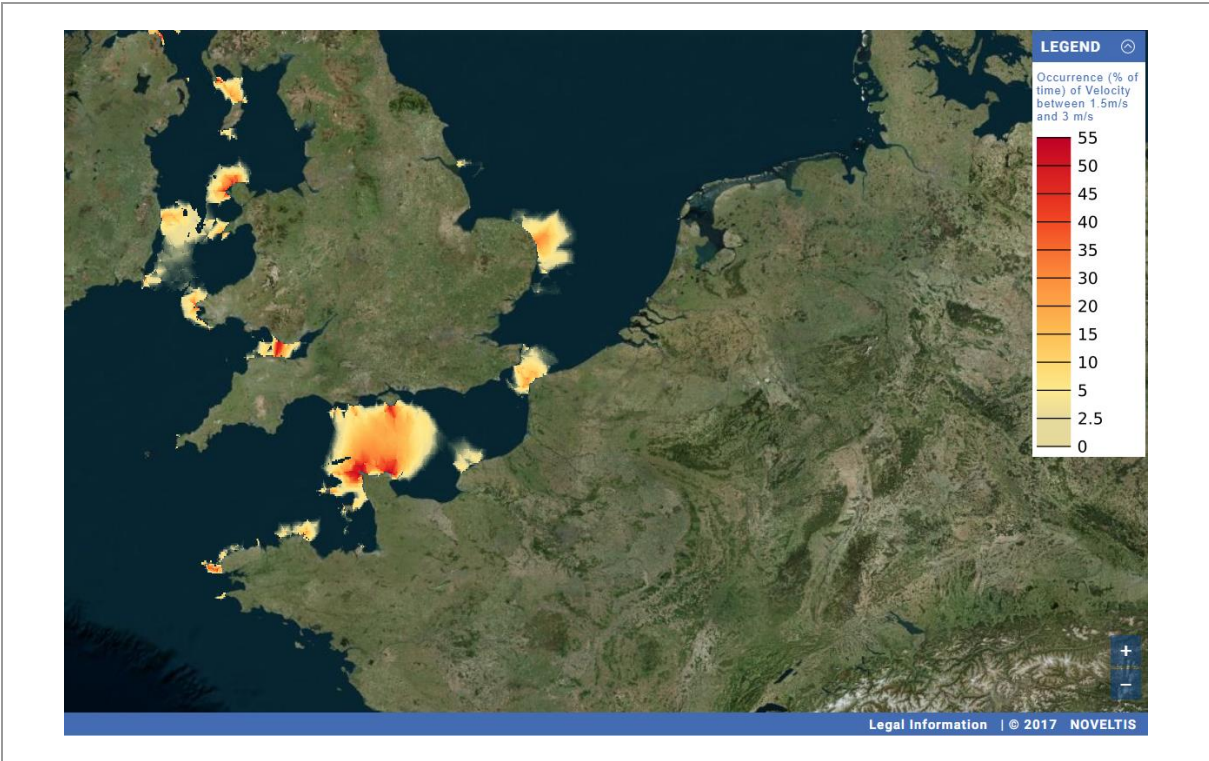 LEGEND
Occurrence (% of
time) of Velocity
between 1.5m/s
and 3 m/s
55
50
45
40
35
30
20
15
10
5
2.5
0
+
−
Legal Information | © 2017 NOVELTIS